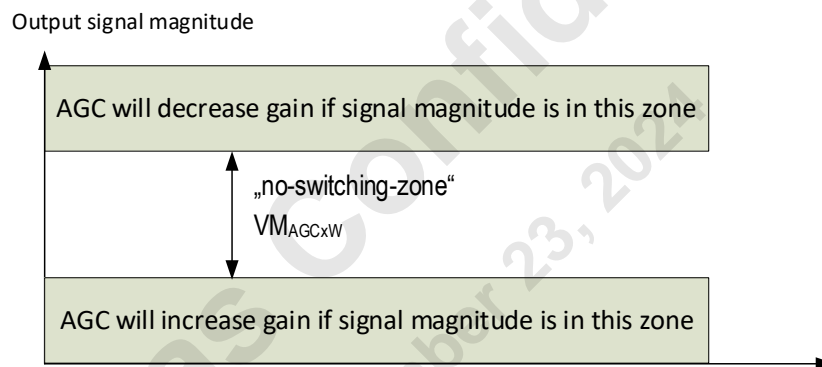 Output signal magnitude
AGC will decrease gain if signal magnitude is in this zone
„no-switching-zone“
VMAGCxW
AGC will increase gain if signal magnitude is in this zone